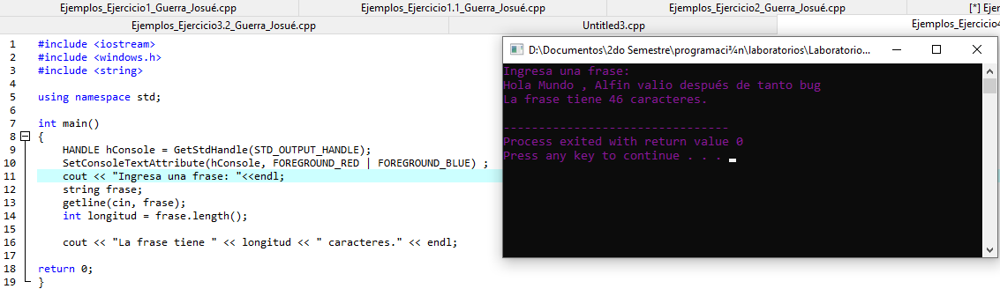 Ejemplos_Ejercicio1_Guerra_Josué.cpp
Ejemplos_Ejercicio1.1_Guerra_Josué.cpp
Ejemplos_Ejercicio2_Guerra_Josué.cpp
[*] Ejer
Ejemplos_Ejercicio3.2_Guerra_Josué.cpp
Untitled3.cpp
Ejemplos_Ejercicio4
1 #include <iostream>
2 #include <windows.h>
3 #include <string>
4
5 using namespace std;
6
7 int main()
8 {
9 HANDLE hConsole = GetStdHandle(STD_OUTPUT_HANDLE);
10 SetConsoleTextAttribute(hConsole, FOREGROUND_RED | FOREGROUND_BLUE) ;
11 cout << "Ingresa una frase: "<<endl;
12 string frase;
13 getline(cin, frase);
14 int longitud = frase.length();
15
16 cout << "La frase tiene " << longitud << " caracteres." << endl;
17
18 return 0;
19 }
D:\Documentos\2do Semestre\programaci¾n\laboratorios\Laboratorio...
Ingresa una frase:
Hola Mundo , Alfin valio después de tanto bug
La frase tiene 46 caracteres.
--------------------------------
Process exited with return value 0
Press any key to continue . . .